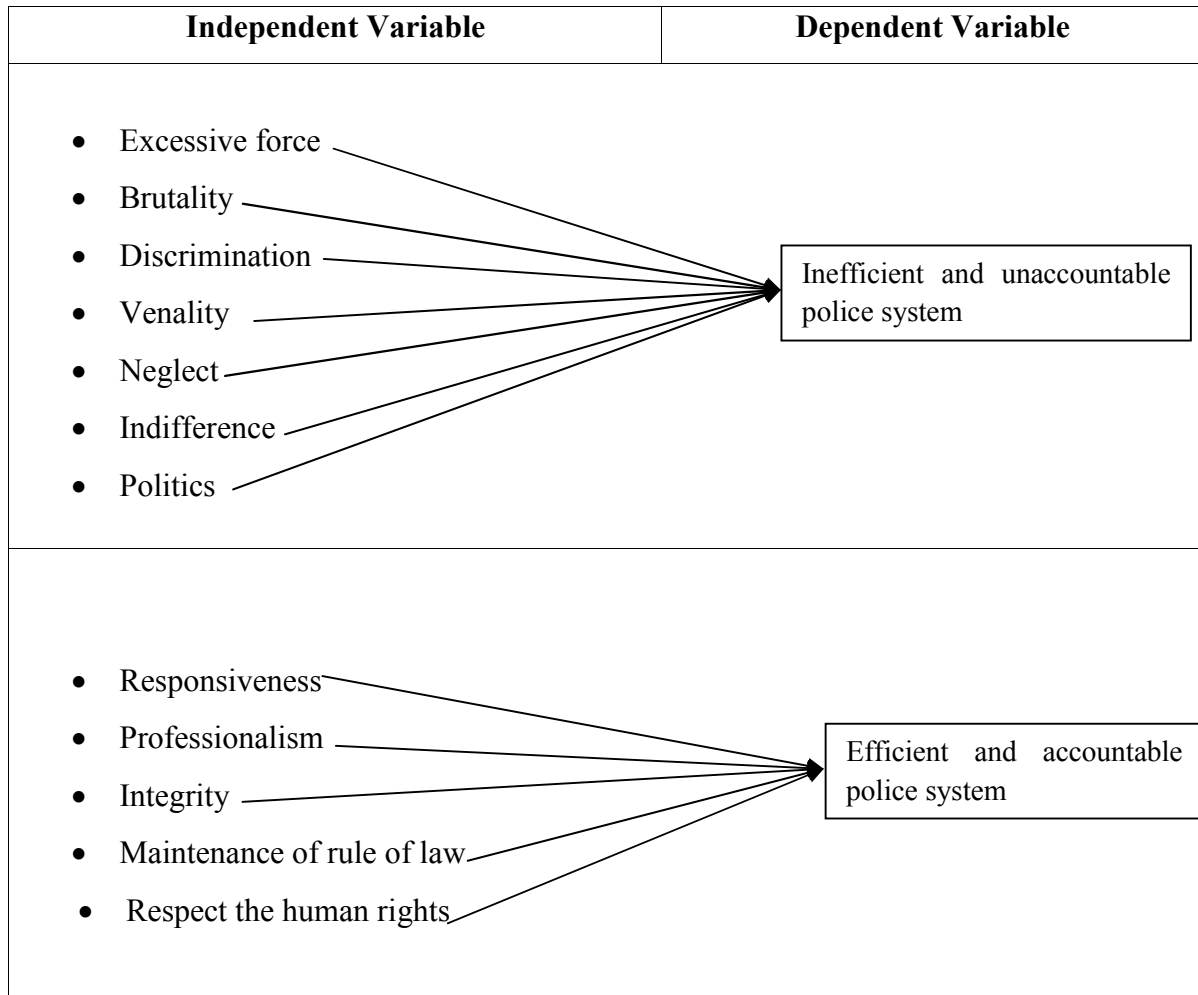 Independent Variable
Dependent Variable
• Excessive force
• Brutality
• Discrimination
• Venality
• Neglect
• Indifference
• Politics
Inefficient and unaccountable
police system
• Responsiveness
• Professionalism
• Integrity
• Maintenance of rule of law
• Respect the human rights
Efficient and accountable
police system